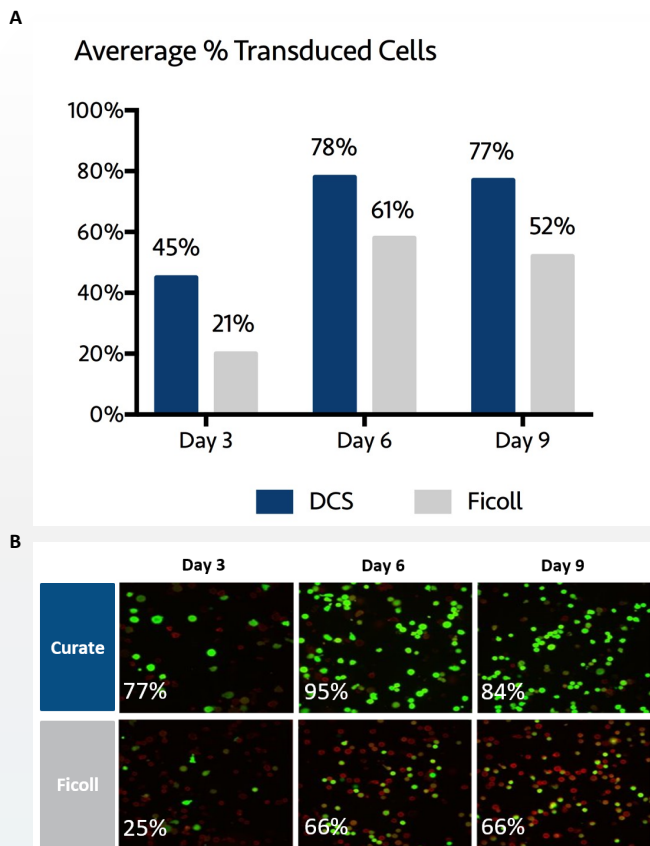 A
Avererage % Transduced Cells
100%
80%
60%
40%
20%
0%
45%
21%
78%
61%
77%
52%
Day 3 Day 6 Day 9
DCS Ficoll
B
Day 3 Day 6 Day 9
Curate
77% 95% 84%
Ficoll
25% 66% 66%